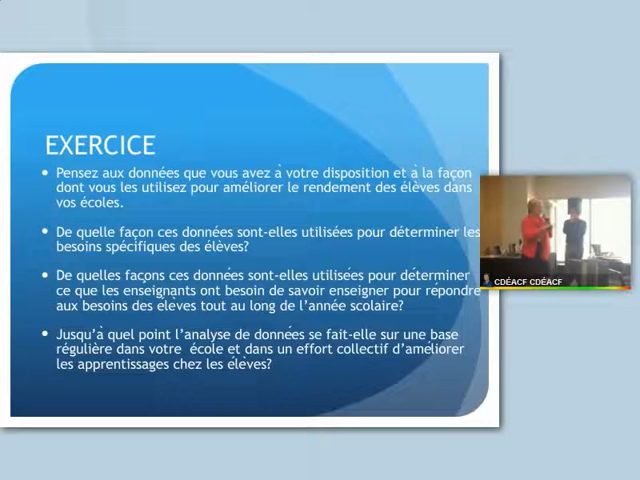 EXERCICE
• Pensez aux données que vous avez à votre disposition et à la façon
dont vous les utilisez pour améliorer le rendement des élèves dans
vos écoles.
• De quelle façon ces données sont-elles utilisées pour déterminer les
besoins spécifiques des élèves?
• De quelles façons ces données sont-elles utilisées pour déterminer
ce que les enseignants ont besoin de savoir enseigner pour répondre
aux besoins des élèves tout au long de l’année scolaire?
• Jusqu’à quel point l’analyse de données se fait-elle sur une base
régulière dans votre école et dans un effort collectif d’améliorer
les apprentissages chez les élèves?
CDÉACF CDÉACF